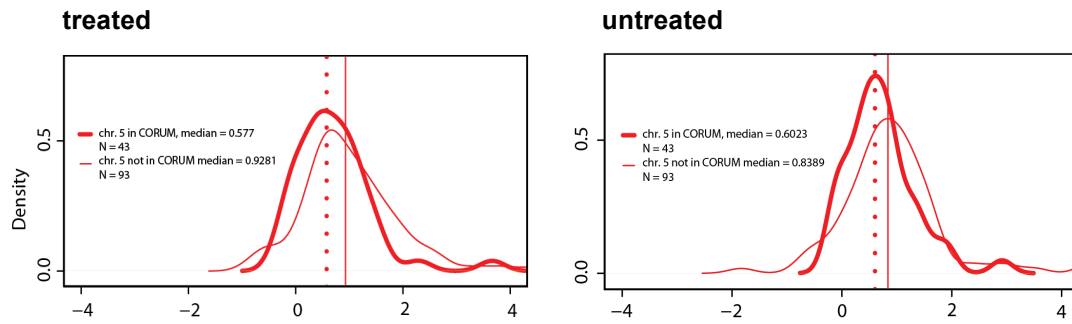 treated
untreated
chr. 5 in CORUM, median = 0.577
N = 43
chr. 5 not in CORUM median = 0.9281
N = 93
Density
0.0
0.5
−4
−2
0
2
4
chr. 5 in CORUM, median = 0.6023
N = 43
chr. 5 not in CORUM median = 0.8389
N = 93
0.0
0.5
−4
−2
0
2
4